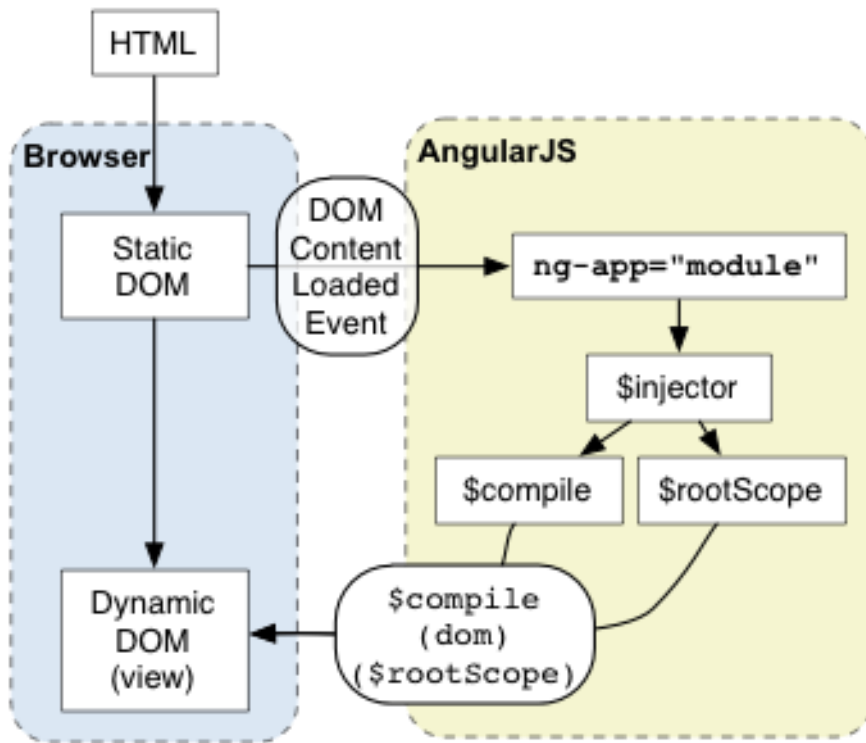 HTML
Browser
AngularJS
Static
DOM
DOM
Content
Loaded
Event
ng-app="module"
$injector
$compile
$rootScope
Dynamic
DOM
(view)
$compile
(dom)
($rootScope)